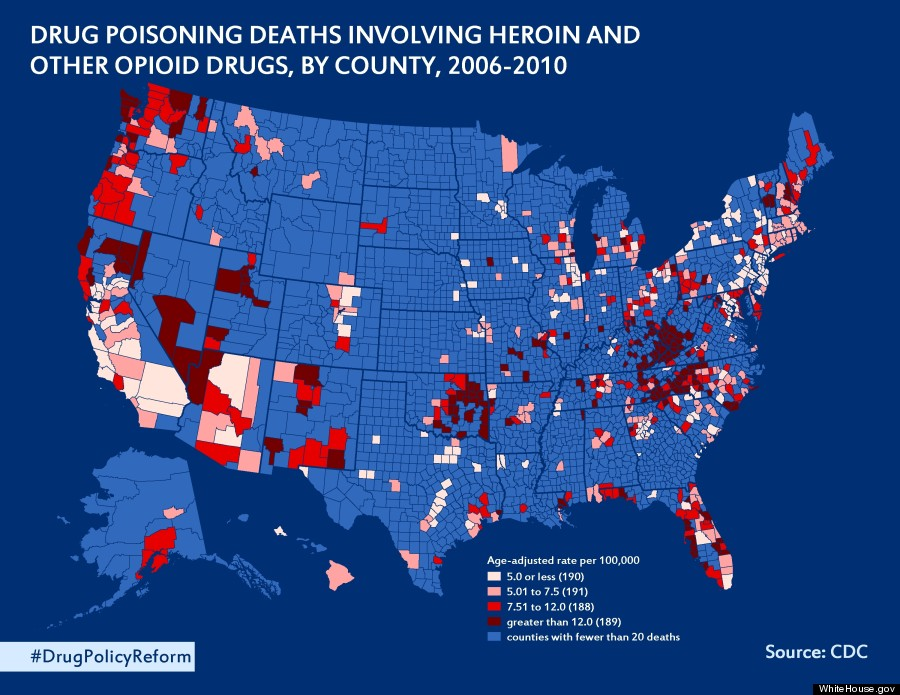 DRUG POISONING DEATHS INVOLVING HEROIN AND
OTHER OPIOID DRUGS, BY COUNTY, 2006-2010
Age-adjusted rate per 100,000
5.0 or less (190)
5.01 to 7.5 (191)
7.51 to 12.0 (188)
greater than 12.0 (189)
counties with fewer than 20 deaths
#DrugPolicyReform
Source: CDC
WhiteHouse.gov